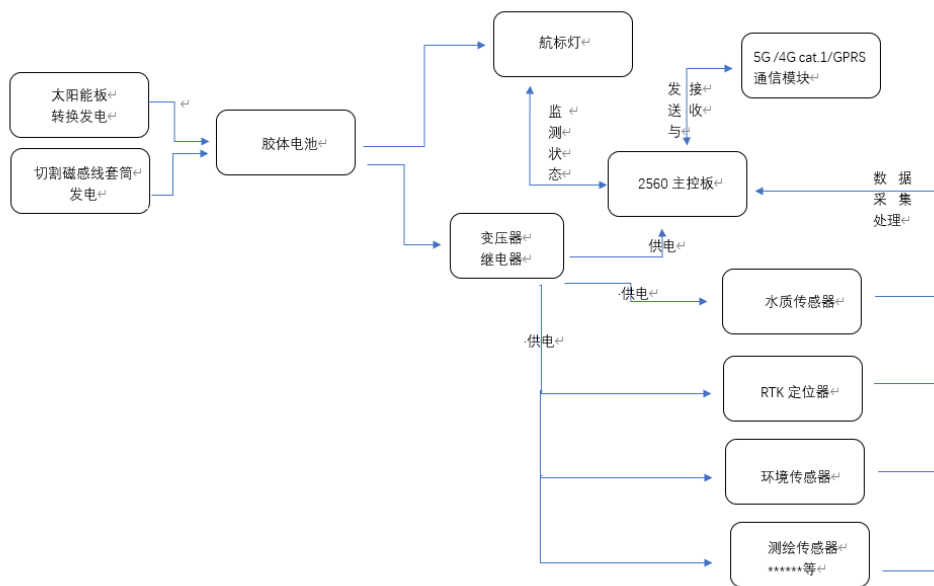 航标灯
5G /4G cat.1/GPRS
通信模块
太阳能板
转换发电
发 接
送 收
与
监
测
状
态
胶体电池
切割磁感线套筒
发电
2560 主控板
数 据
采 集
处理
变压器
继电器
供电
·供电
水质传感器
·供电
RTK 定位器
环境传感器
测绘传感器
******等